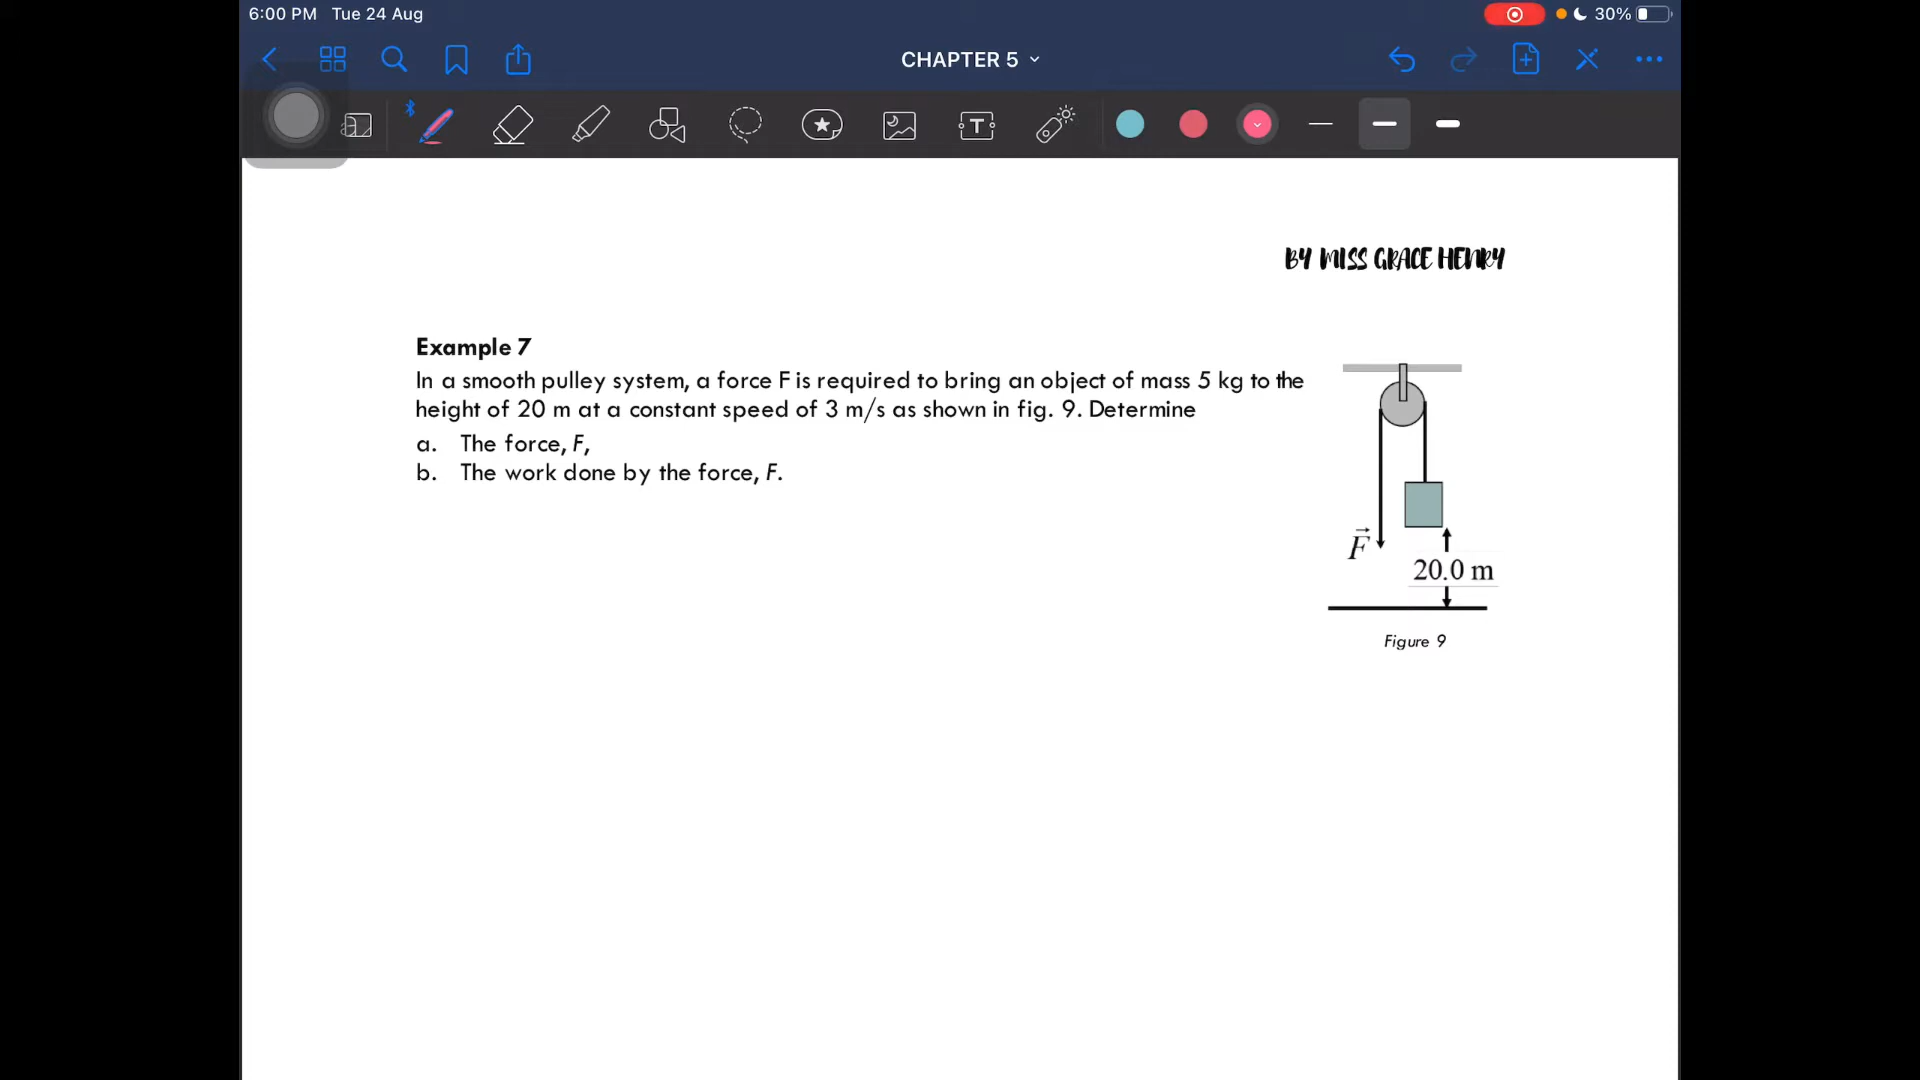 6:00 PM Tue 24 Aug
30%
CHAPTER 5
T
BY MISS GRACE HENRY
Example 7
In a smooth pulley system, a force F is required to bring an object of mass 5 kg to the
height of 20 m at a constant speed of 3 m/s as shown in fig. 9. Determine
a. The force, F,
b. The work done by the force, F.
F
20.0 m
Figure 9